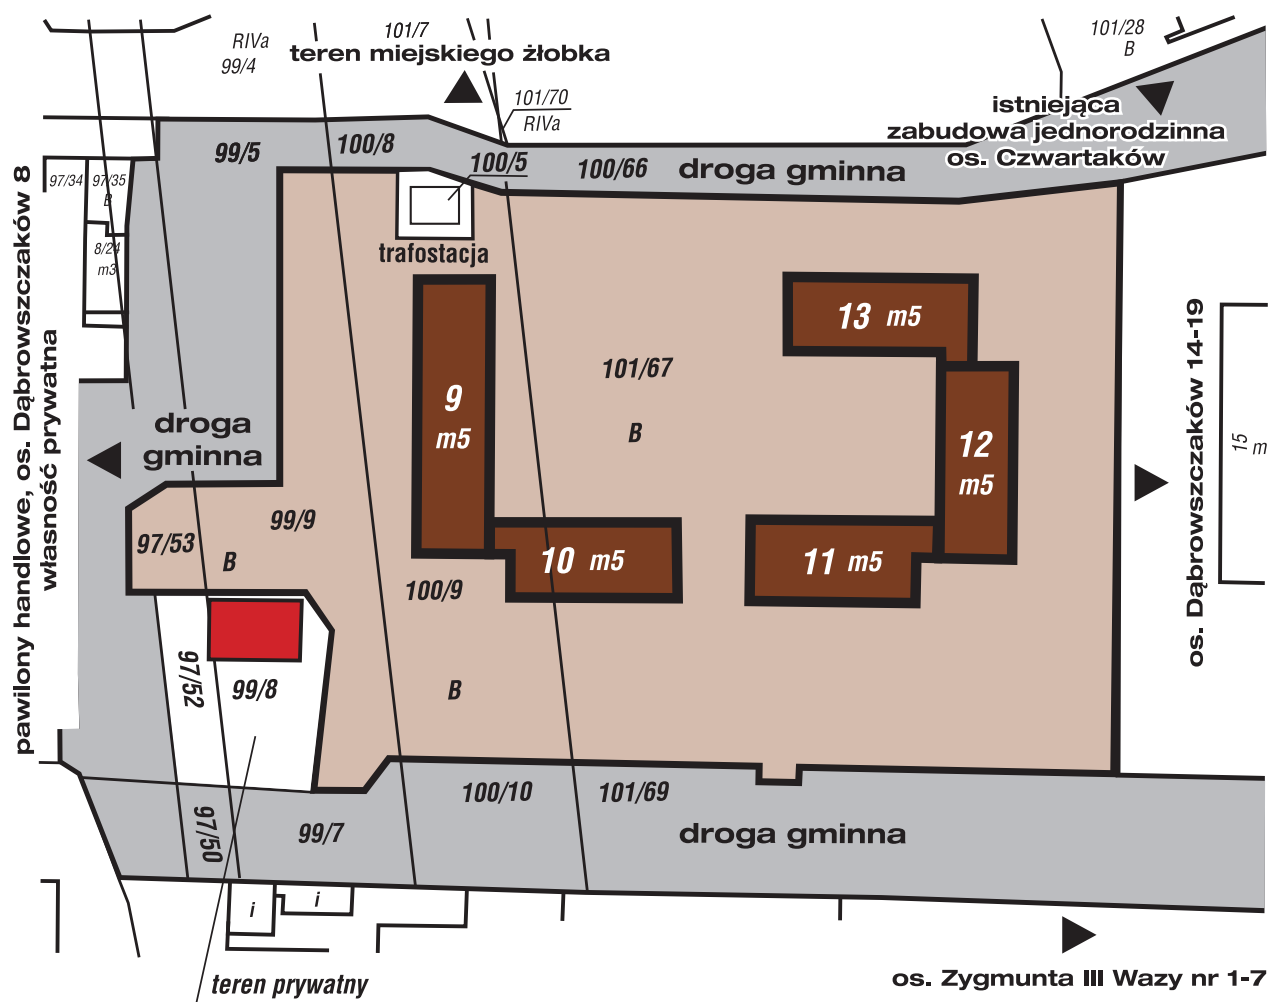 RIVa
99/4
101/7
teren miejskiego żłobka
101/70
RIVa
101/28
B
istniejąca
zabudowa jednorodzinna
os. Czwartaków
99/5
100/8
100/5
100/66
droga gminna
pawilony handlowe, os. Dąbrowszczaków 8
własność prywatna
97/34
97/35
B
8/24
m3
trafostacja
13 m5
9
m5
101/67
B
12
m5
os. Dąbrowszczaków 14-19
15 m
droga
gminna
99/9
97/53
B
10 m5
11 m5
100/9
97/52
99/8
B
100/10
101/69
97/50
99/7
droga gminna
i
i
teren prywatny
os. Zygmunta III Wazy nr 1-7